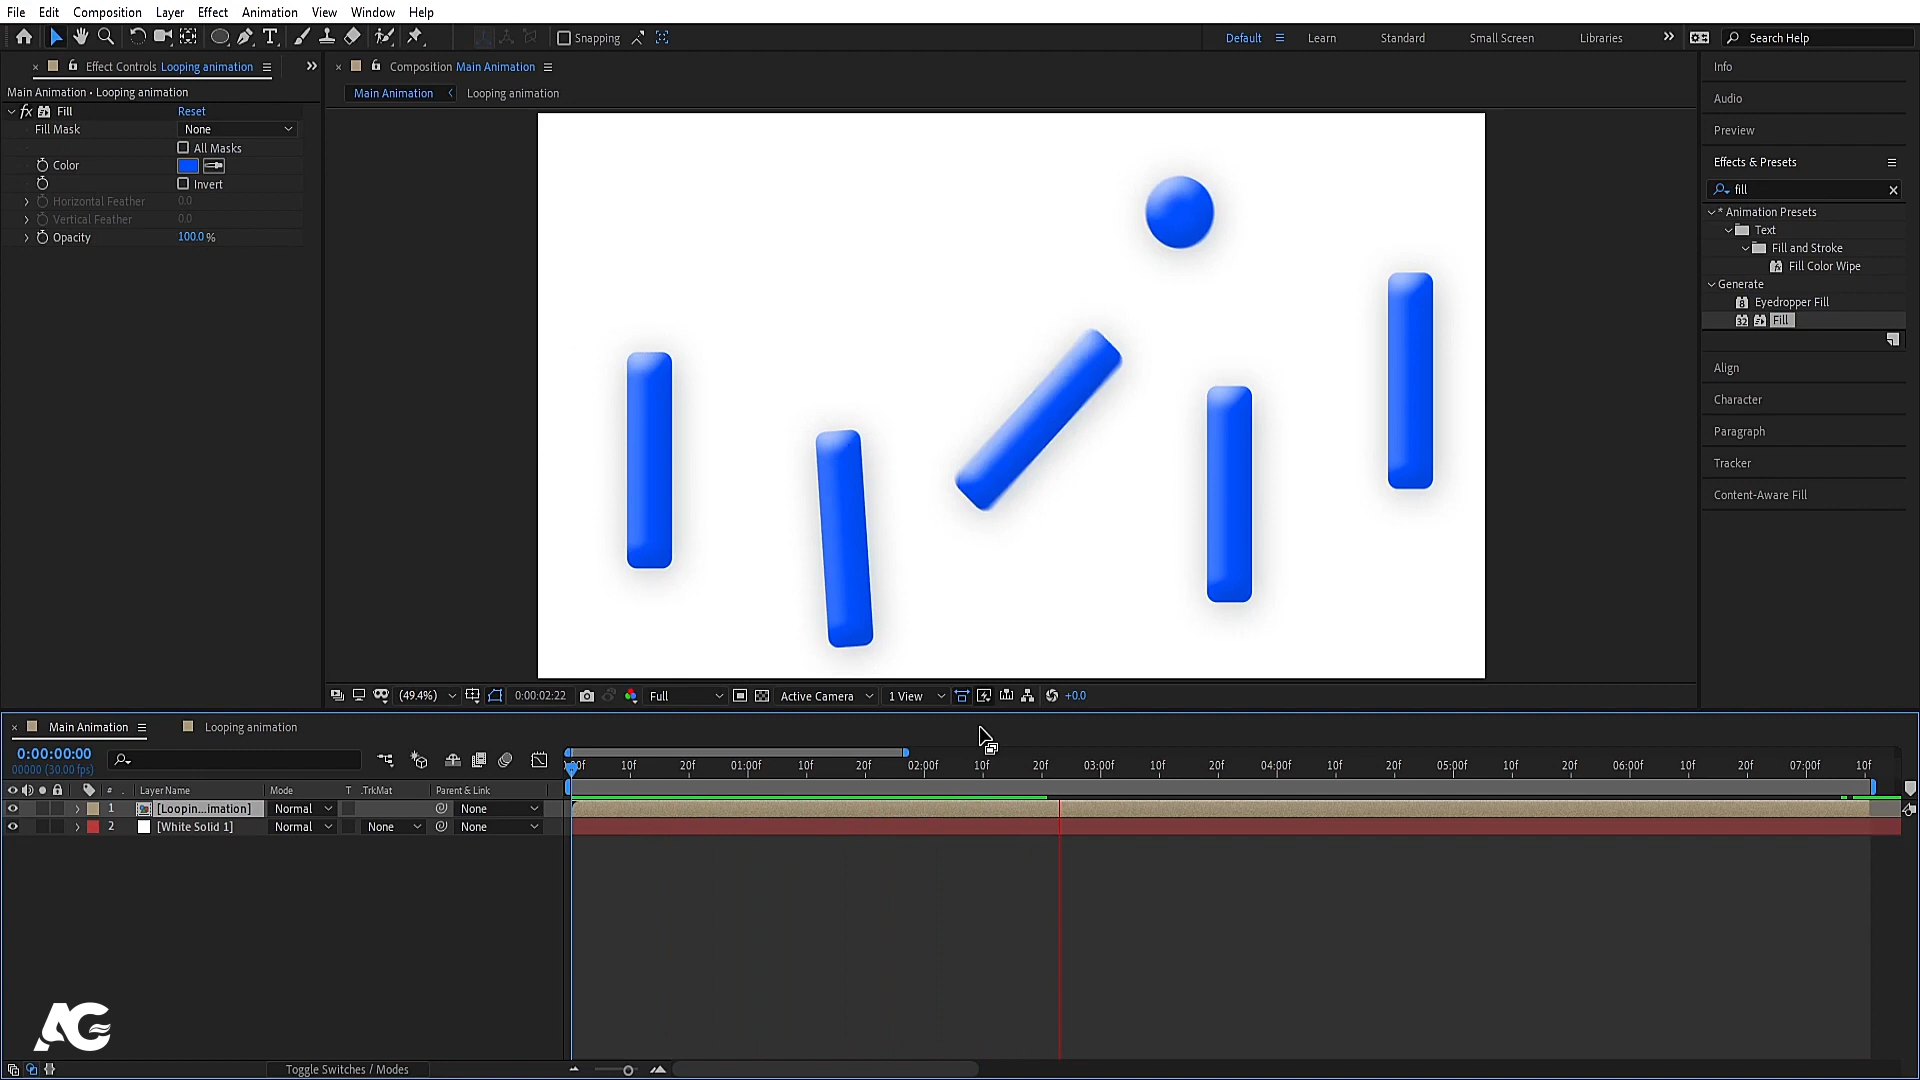 File Edit Composition Layer Effect Animation View Window Help
Snapping
Default Learn Standard Small Screen Libraries
Search Help
Effect Controls Looping animation
Main Animation • Looping animation
fx Fill Reset
Fill Mask None
All Masks
Color
Invert
Horizontal Feather 0.0
Vertical Feather 0.0
Opacity 100.0 %
Composition Main Animation
Main Animation Looping animation
(49.4%) 0:00:02:22 Full Active Camera 1 View +0.0
Info
Audio
Preview
Effects & Presets
fill
* Animation Presets
Text
Fill and Stroke
Fill Color Wipe
Generate
Eyedropper Fill
32 Fill
Align
Character
Paragraph
Tracker
Content-Aware Fill
Main Animation Looping animation
0:00:00:00
00000 (30.00 fps)
10f 20f 01:00f 10f 20f 02:00f 10f 20f 03:00f 10f 20f 04:00f 10f 20f 05:00f 10f 20f 06:00f 10f 20f 07:00f 10f
# Layer Name Mode T .TrkMat Parent & Link
1 [Loopin...imation] Normal None
2 [White Solid 1] Normal None None
AG
Toggle Switches / Modes